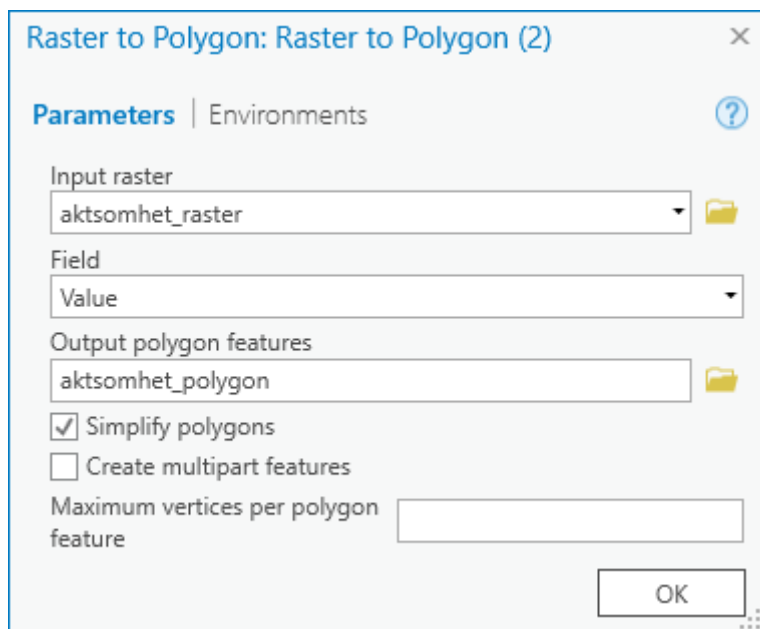 Raster to Polygon: Raster to Polygon (2)
Parameters | Environments
Input raster
aktsomhet_raster
Field
Value
Output polygon features
aktsomhet_polygon
Simplify polygons
Create multipart features
Maximum vertices per polygon
feature
OK